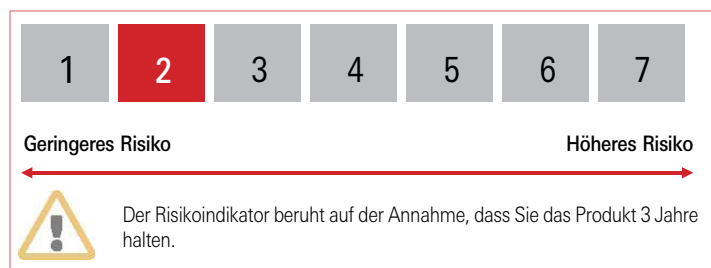 1 2 3 4 5 6 7
Geringeres Risiko Höheres Risiko
Der Risikoindikator beruht auf der Annahme, dass Sie das Produkt 3 Jahre
halten.